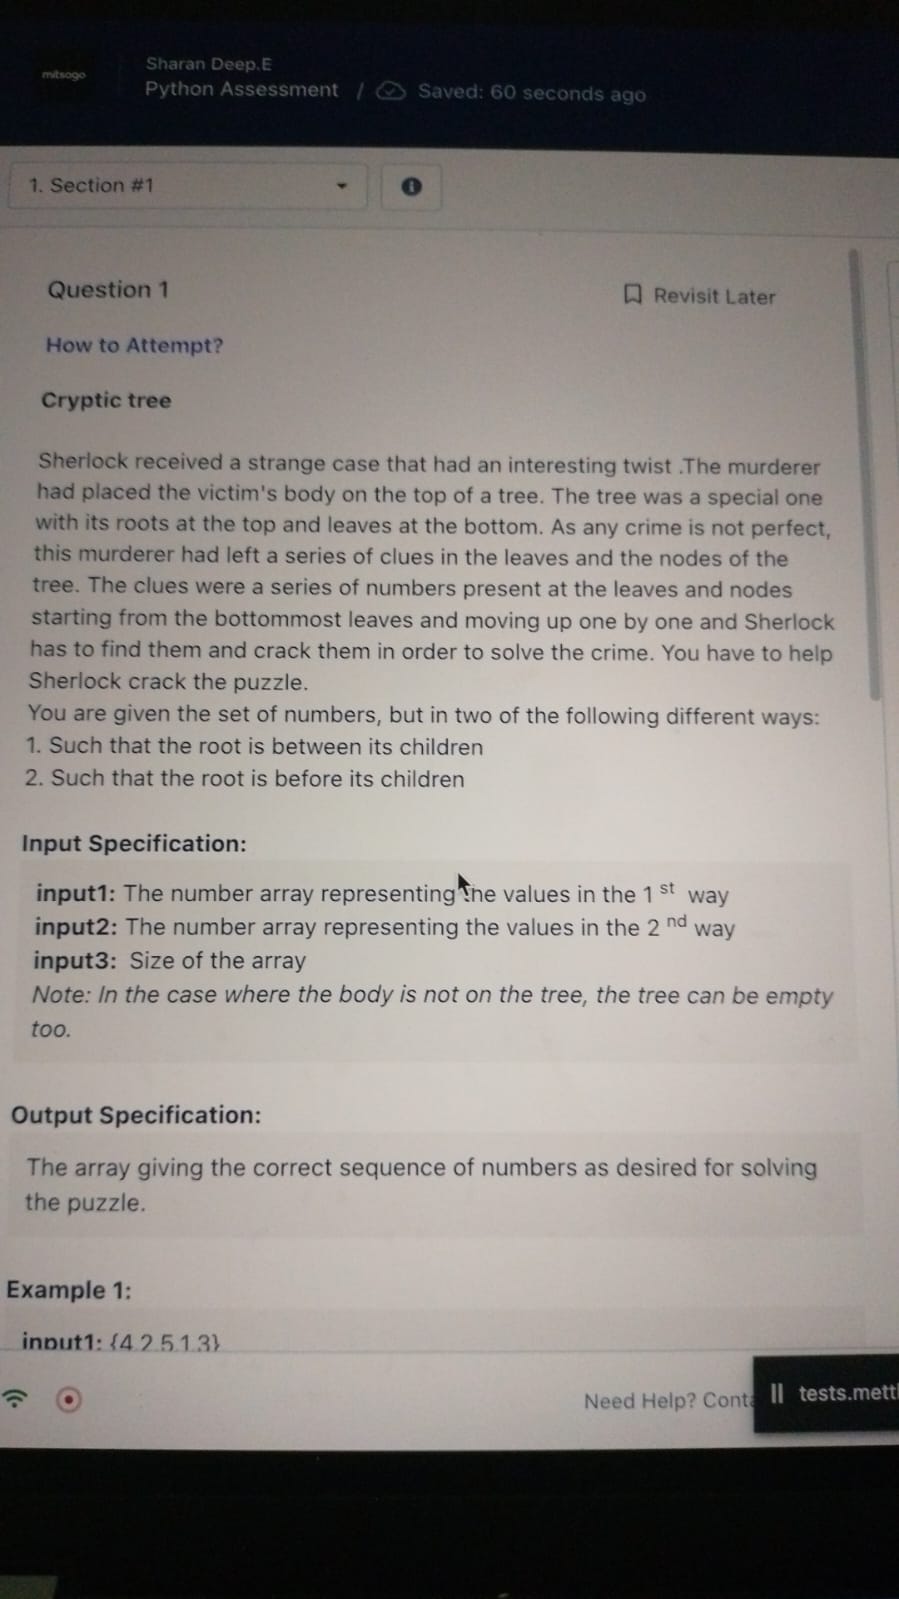 mitsogo
Sharan Deep.E
Python Assessment / Saved: 60 seconds ago
1. Section #1
Question 1
Revisit Later
How to Attempt?
Cryptic tree
Sherlock received a strange case that had an interesting twist .The murderer
had placed the victim's body on the top of a tree. The tree was a special one
with its roots at the top and leaves at the bottom. As any crime is not perfect,
this murderer had left a series of clues in the leaves and the nodes of the
tree. The clues were a series of numbers present at the leaves and nodes
starting from the bottommost leaves and moving up one by one and Sherlock
has to find them and crack them in order to solve the crime. You have to help
Sherlock crack the puzzle.
You are given the set of numbers, but in two of the following different ways:
1. Such that the root is between its children
2. Such that the root is before its children
Input Specification:
input1: The number array representing the values in the 1 st way
input2: The number array representing the values in the 2 nd way
input3: Size of the array
Note: In the case where the body is not on the tree, the tree can be empty
too.
Output Specification:
The array giving the correct sequence of numbers as desired for solving
the puzzle.
Example 1:
input1: {4,2,5,1,3}
Need Help? Conta
tests.mettl